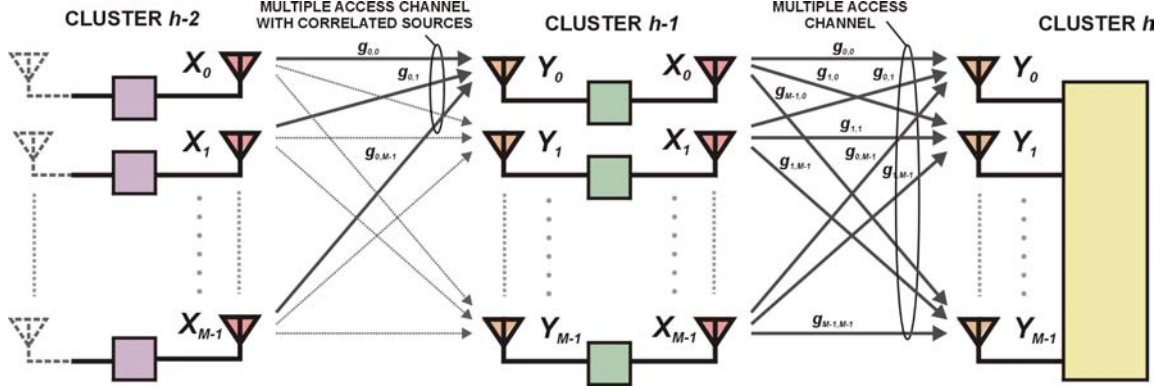 CLUSTER h-2
MULTIPLE ACCESS CHANNEL
WITH CORRELATED SOURCES
CLUSTER h-1
MULTIPLE ACCESS
CHANNEL
CLUSTER h
X0
g0,0
g0,1
g0,M-1
Y0
X0
g0,0
g1,0
g0,1
gM-1,0
Y0
X1
Y1
X1
g1,1
g0,M-1
g1,M-1
g1,M-1
Y1
XM-1
YM-1
XM-1
gM-1,M-1
YM-1